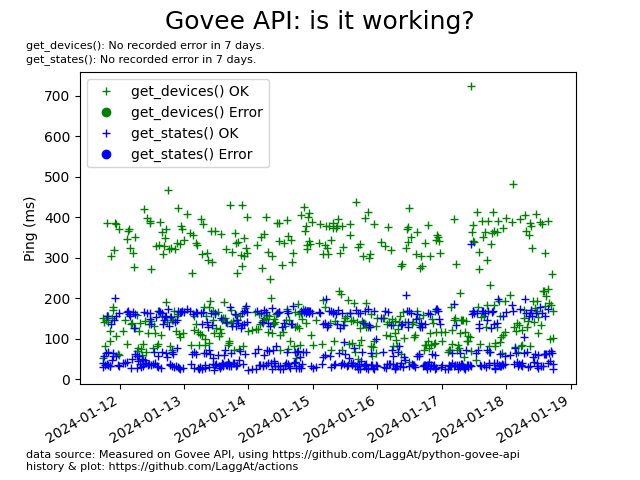 Govee API: is it working?
get_devices(): No recorded error in 7 days.
get_states(): No recorded error in 7 days.
get_devices() OK
get_devices() Error
get_states() OK
get_states() Error
Ping (ms)
700
600
500
400
300
200
100
0
2024-01-12
2024-01-13
2024-01-14
2024-01-15
2024-01-16
2024-01-17
2024-01-18
2024-01-19
data source: Measured on Govee API, using https://github.com/LaggAt/python-govee-api
history & plot: https://github.com/LaggAt/actions